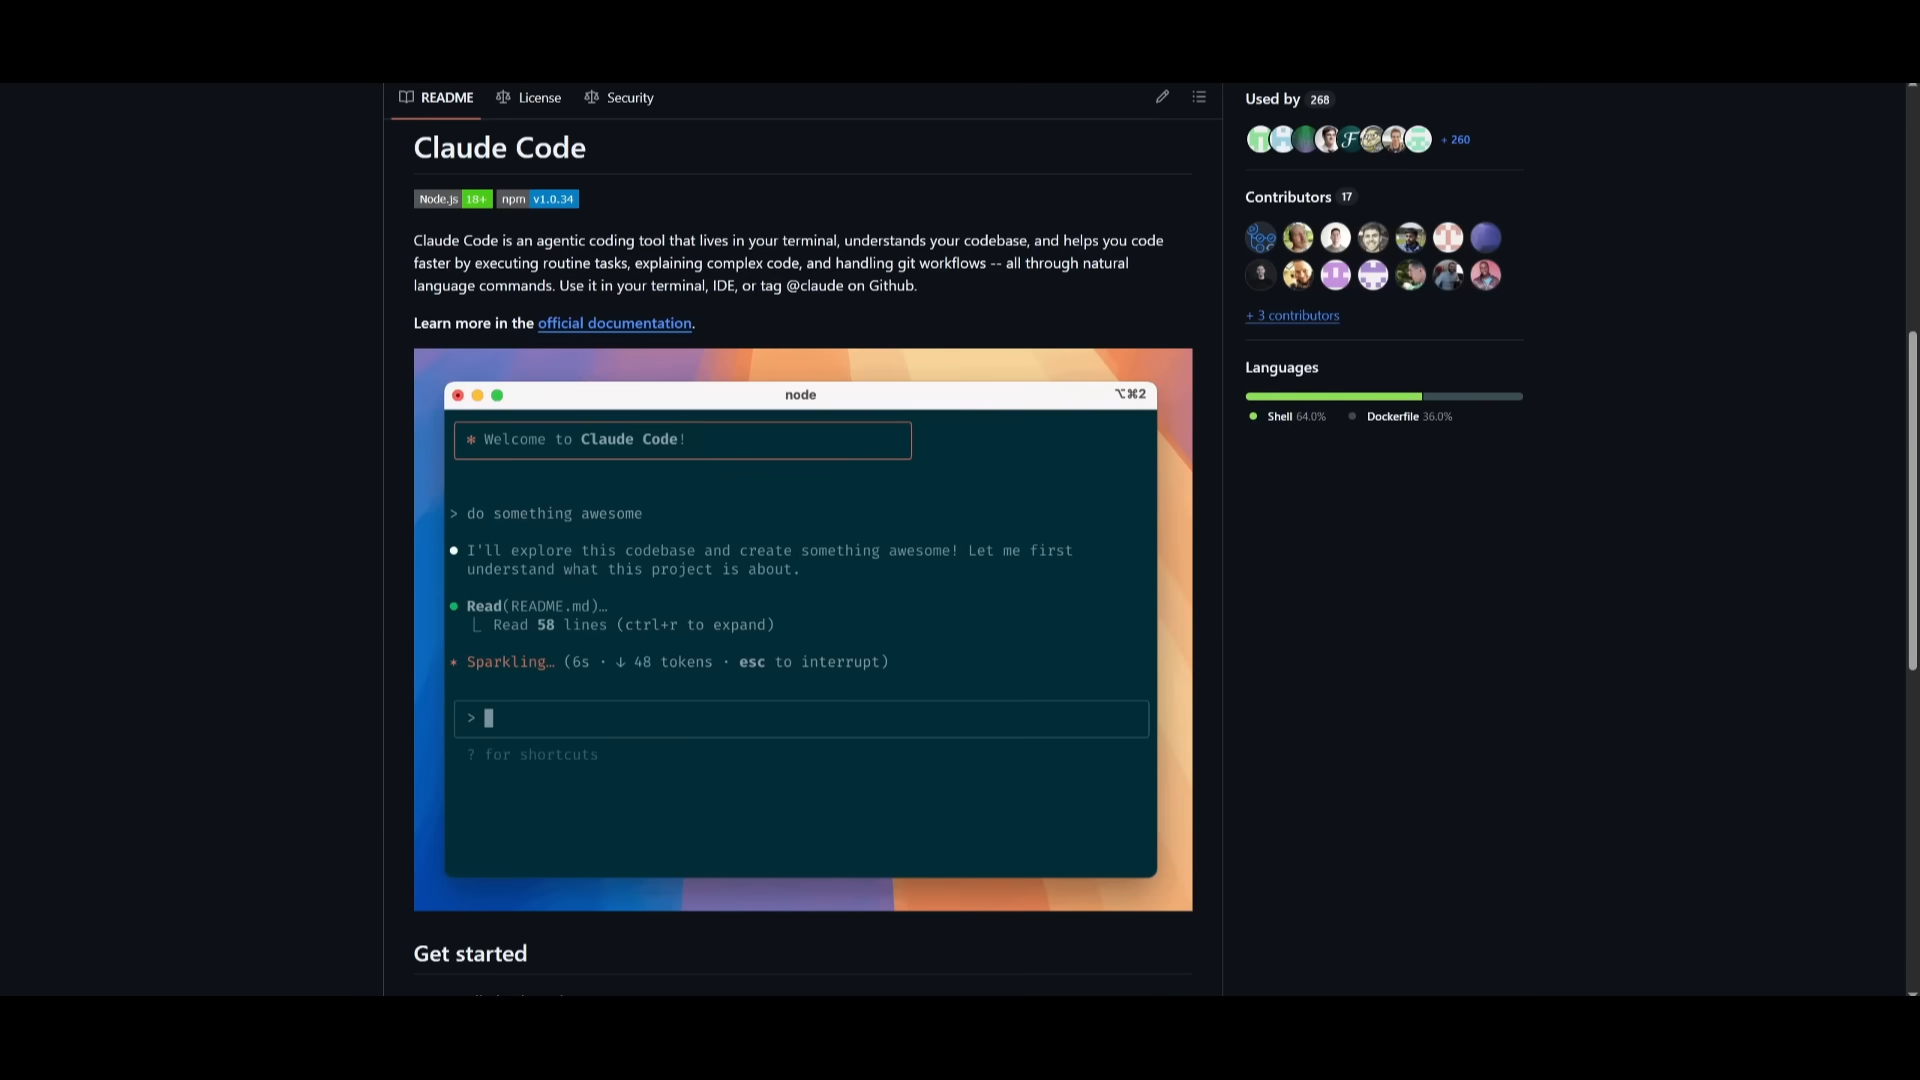 README License Security
Claude Code
Node.js 18+ npm v1.0.34
Claude Code is an agentic coding tool that lives in your terminal, understands your codebase, and helps you code
faster by executing routine tasks, explaining complex code, and handling git workflows -- all through natural
language commands. Use it in your terminal, IDE, or tag @claude on Github.
Learn more in the official documentation.
node ⌥⌘2
* Welcome to Claude Code!
> do something awesome
● I'll explore this codebase and create something awesome! Let me first
understand what this project is about.
● Read(README.md)…
⎿ Read 58 lines (ctrl+r to expand)
* Sparkling… (6s · ↓ 48 tokens · esc to interrupt)
>
? for shortcuts
Get started
Used by 268
F
+ 260
Contributors 17
+ 3 contributors
Languages
Shell 64.0% Dockerfile 36.0%